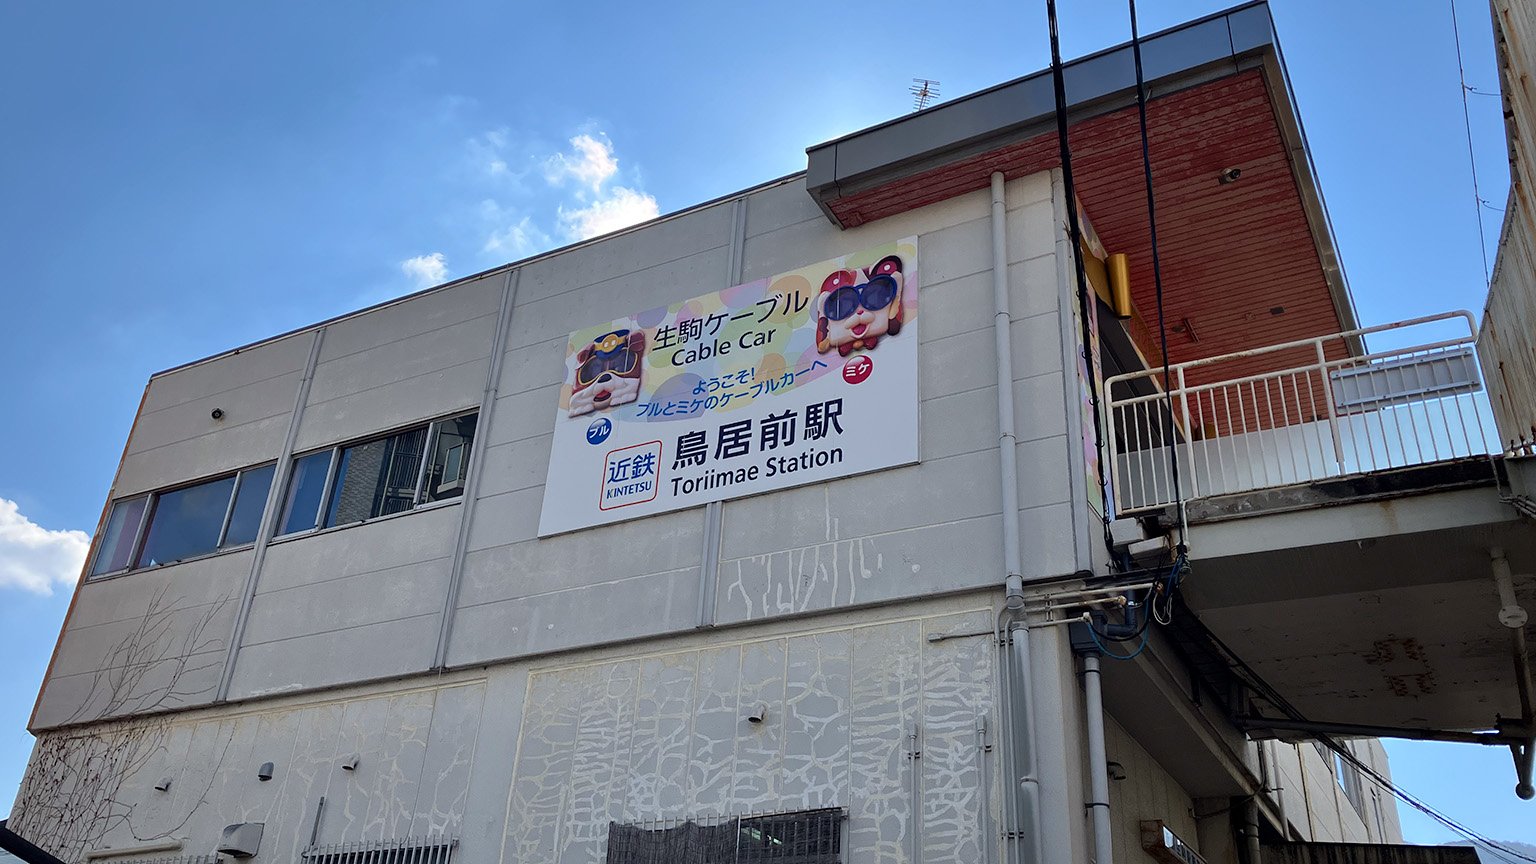 生駒ケーブル
Cable Car
ようこそ!
ブルとミケのケーブルカーへ
ブル
ミケ
近鉄
KINTETSU
鳥居前駅
Toriimae Station